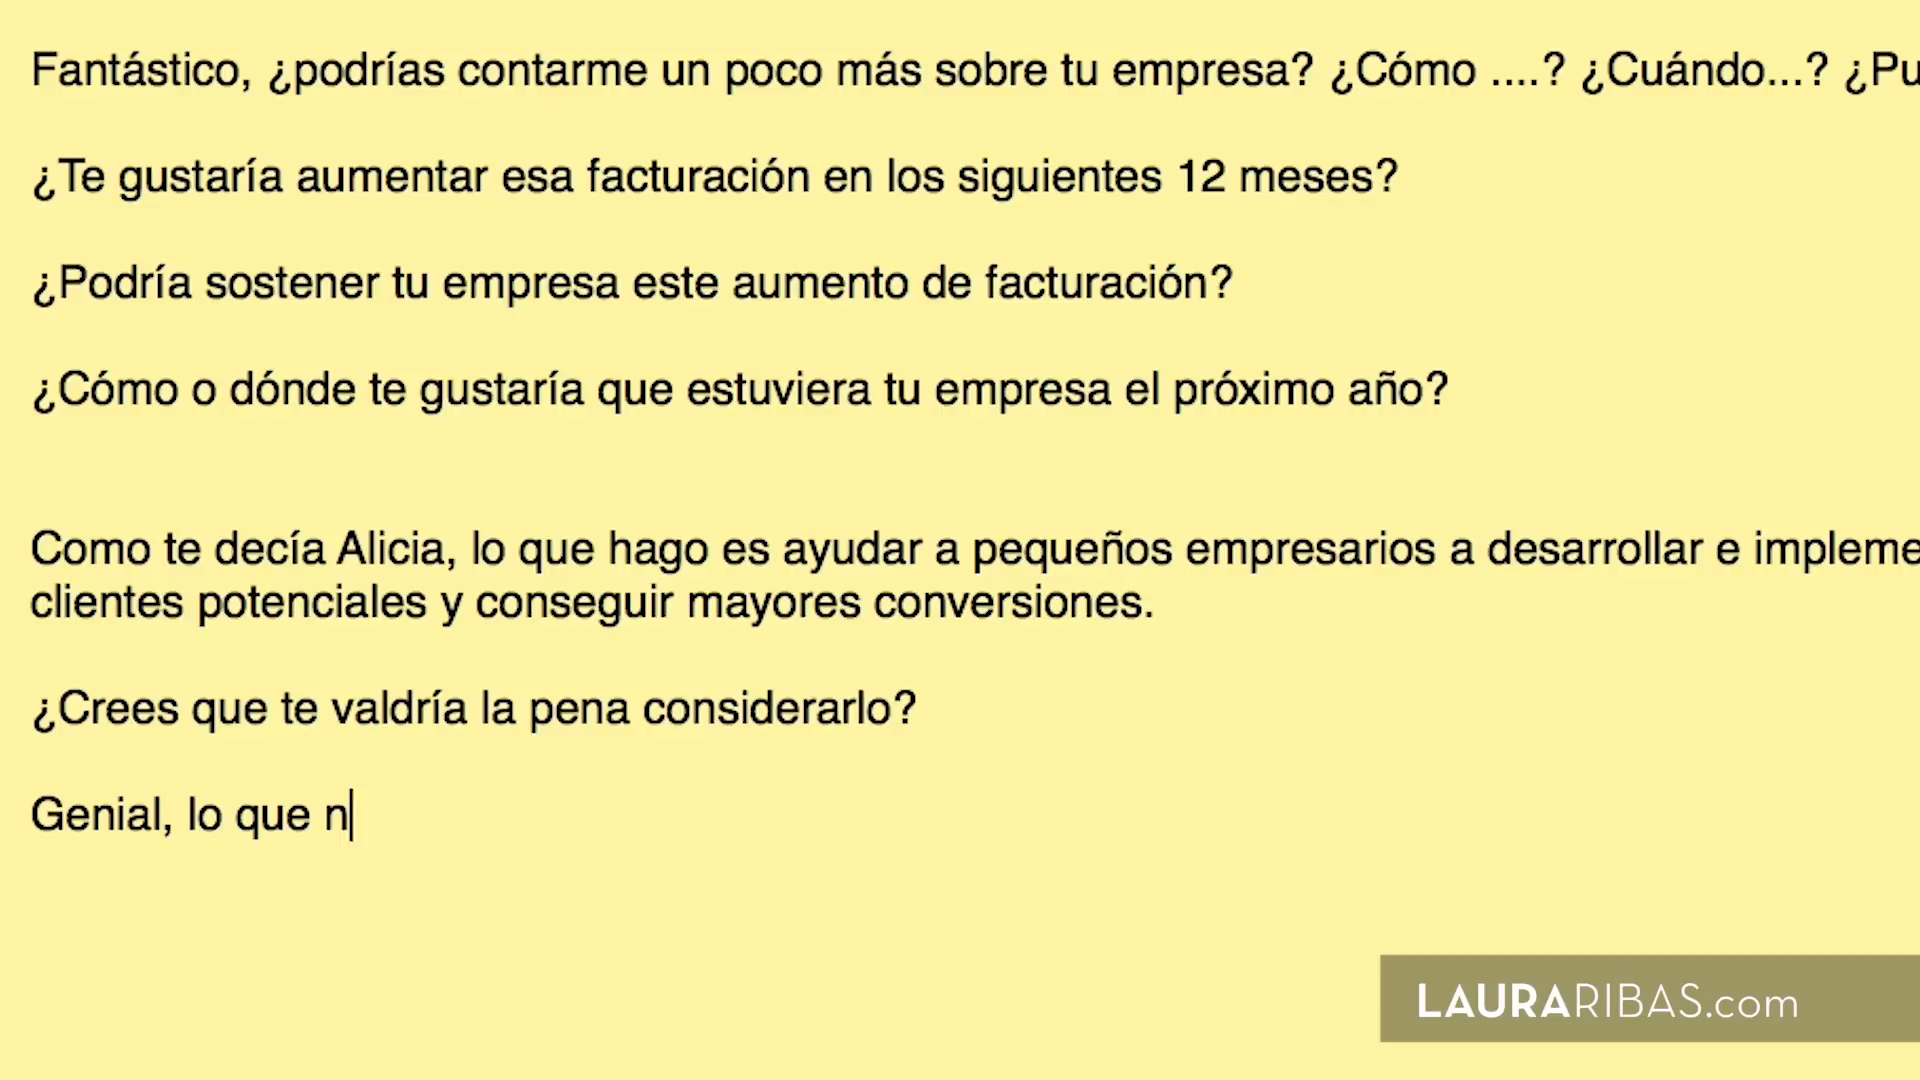 Fantástico, ¿podrías contarme un poco más sobre tu empresa? ¿Cómo ....? ¿Cuándo...? ¿Pu
¿Te gustaría aumentar esa facturación en los siguientes 12 meses?
¿Podría sostener tu empresa este aumento de facturación?
¿Cómo o dónde te gustaría que estuviera tu empresa el próximo año?
Como te decía Alicia, lo que hago es ayudar a pequeños empresarios a desarrollar e impleme
clientes potenciales y conseguir mayores conversiones.
¿Crees que te valdría la pena considerarlo?
Genial, lo que n
LAURARIBAS.com